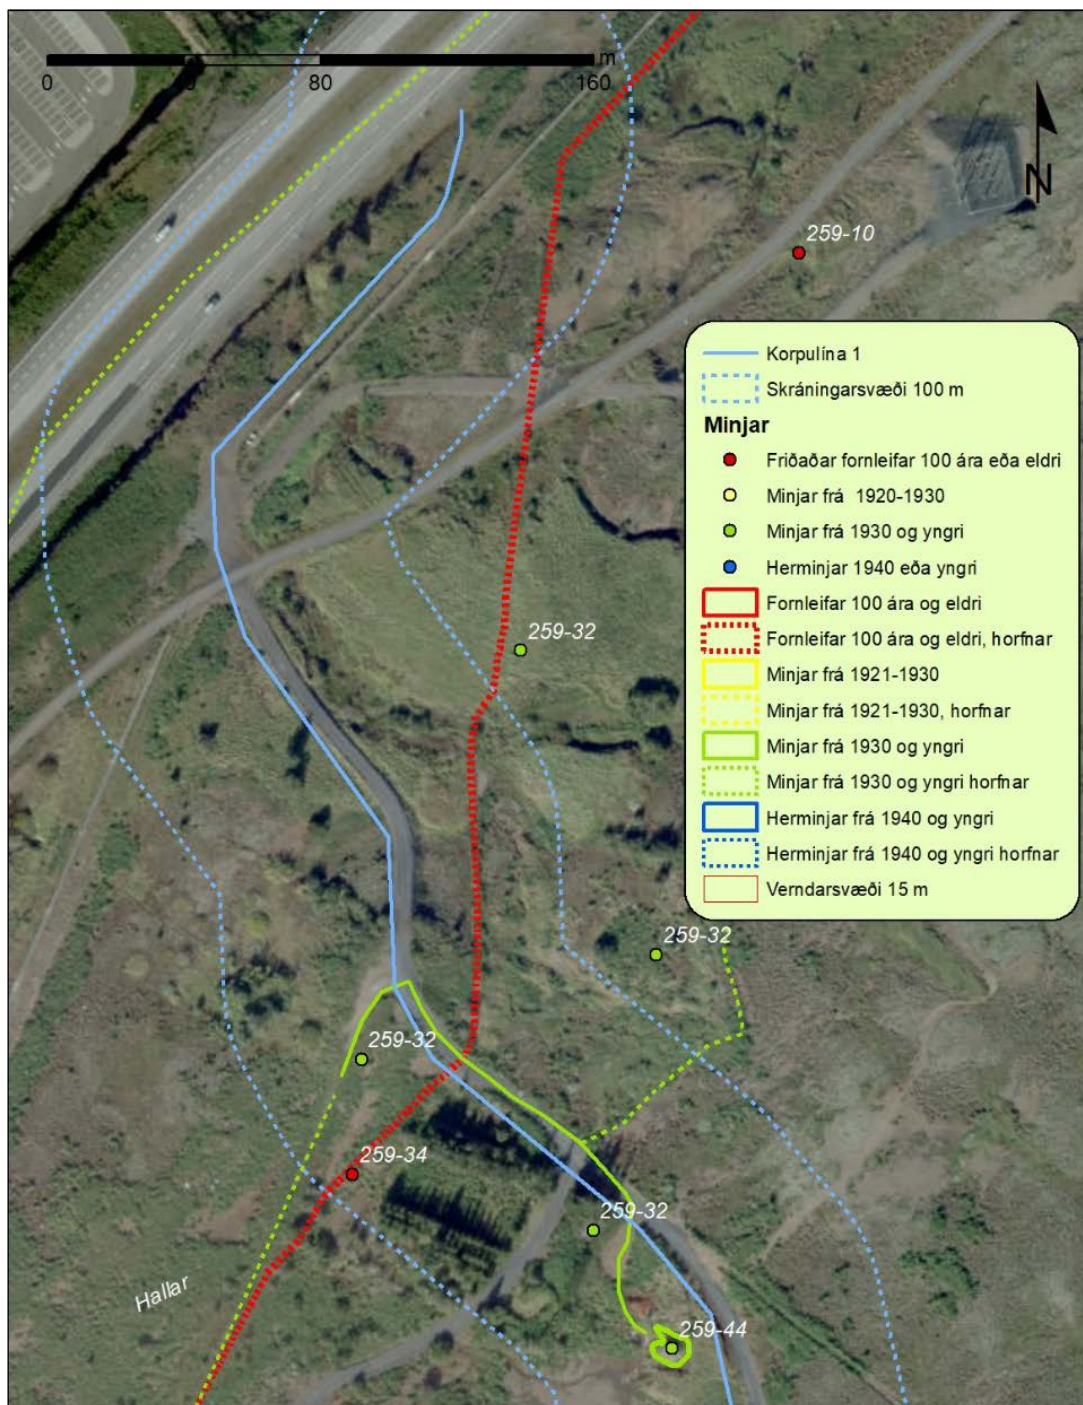 m
0 80 160
N
259-10
Korpulína 1
Skráningarsvæði 100 m
Minjar
Friðaðar fornleifar 100 ára eða eldri
Minjar frá 1920-1930
Minjar frá 1930 og yngri
Herminjar 1940 eða yngri
Fornleifar 100 ára og eldri
Fornleifar 100 ára og eldri, horfnar
Minjar frá 1921-1930
Minjar frá 1921-1930, horfnar
Minjar frá 1930 og yngri
Minjar frá 1930 og yngri horfnar
Herminjar frá 1940 og yngri
Herminjar frá 1940 og yngri horfnar
Verndarsvæði 15 m
259-32
259-32
259-32
259-34
259-32
Hallar
259-44